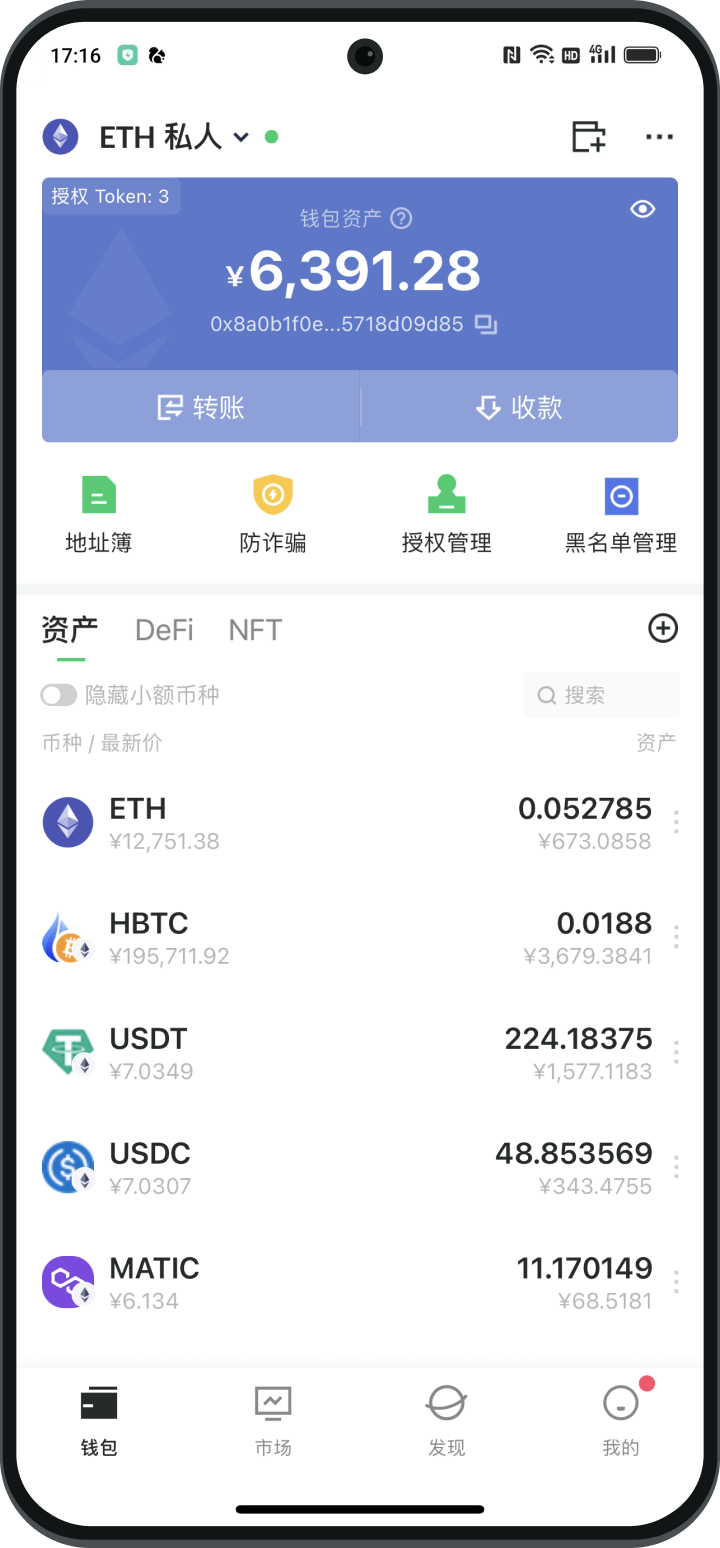 17:16
HD 4G
ETH 私人
授权 Token: 3
钱包资产
¥6,391.28
0x8a0b1f0e...5718d09d85
转账 收款
地址簿 防诈骗 授权管理 黑名单管理
资产 DeFi NFT
隐藏小额币种 搜索
币种 / 最新价 资产
ETH 0.052785
¥12,751.38 ¥673.0858
HBTC 0.0188
¥195,711.92 ¥3,679.3841
USDT 224.18375
¥7.0349 ¥1,577.1183
USDC 48.853569
¥7.0307 ¥343.4755
MATIC 11.170149
¥6.134 ¥68.5181
钱包 市场 发现 我的